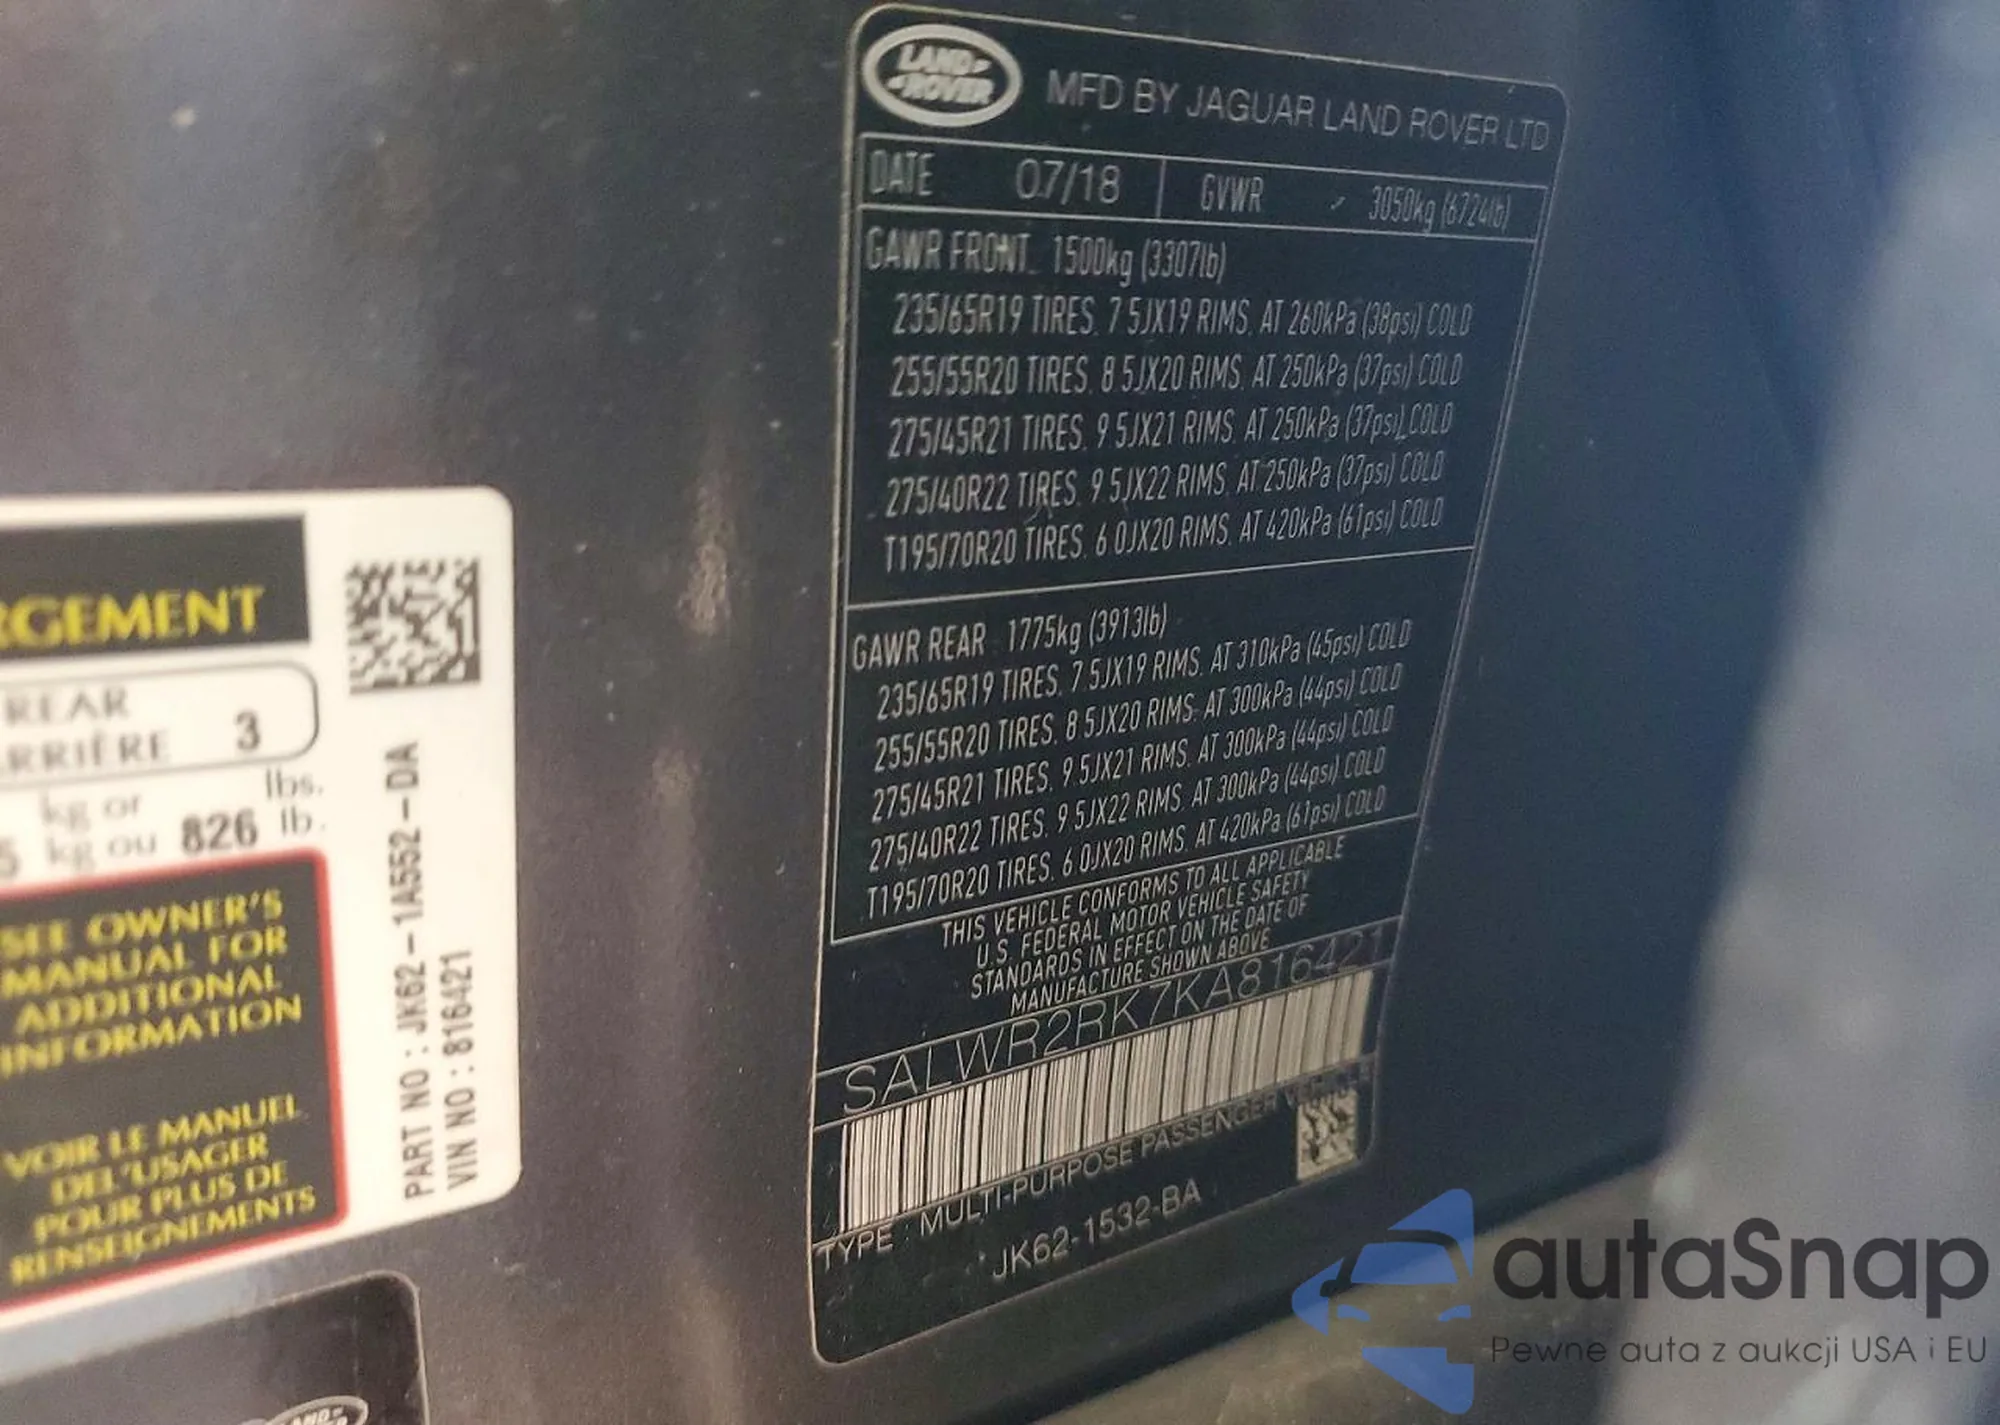 RGEMENT
REAR
ARRIÈRE 3
lbs.
kg or
5 kg ou 826 lb.
SEE OWNER'S
MANUAL FOR
ADDITIONAL
INFORMATION
VOIR LE MANUEL
DEL'USAGER
POUR PLUS DE
RENSEIGNEMENTS
PART NO : JK62-1A552-DA
VIN NO : 816421
LAND
ROVER
MFD BY JAGUAR LAND ROVER LTD
DATE 07/18 GVWR 3050kg (6724lb)
GAWR FRONT. 1500kg (3307lb)
235/65R19 TIRES. 7.5JX19 RIMS. AT 260kPa (38psi) COLD
255/55R20 TIRES. 8.5JX20 RIMS. AT 250kPa (37psi) COLD
275/45R21 TIRES. 9.5JX21 RIMS. AT 250kPa (37psi) COLD
275/40R22 TIRES. 9.5JX22 RIMS. AT 250kPa (37psi) COLD
T195/70R20 TIRES. 6.0JX20 RIMS. AT 420kPa (61psi) COLD
GAWR REAR 1775kg (3913lb)
235/65R19 TIRES. 7.5JX19 RIMS. AT 310kPa (45psi) COLD
255/55R20 TIRES. 8.5JX20 RIMS. AT 300kPa (44psi) COLD
275/45R21 TIRES. 9.5JX21 RIMS. AT 300kPa (44psi) COLD
275/40R22 TIRES. 9.5JX22 RIMS. AT 300kPa (44psi) COLD
T195/70R20 TIRES. 6.0JX20 RIMS. AT 420kPa (61psi) COLD
THIS VEHICLE CONFORMS TO ALL APPLICABLE
U.S. FEDERAL MOTOR VEHICLE SAFETY
STANDARDS IN EFFECT ON THE DATE OF
MANUFACTURE SHOWN ABOVE
SALWR2RK7KA816421
TYPE : MULTI-PURPOSE PASSENGER VEHICLE
JK62-1532-BA
LAND
autaSnap
Pewne auta z aukcji USA i EU